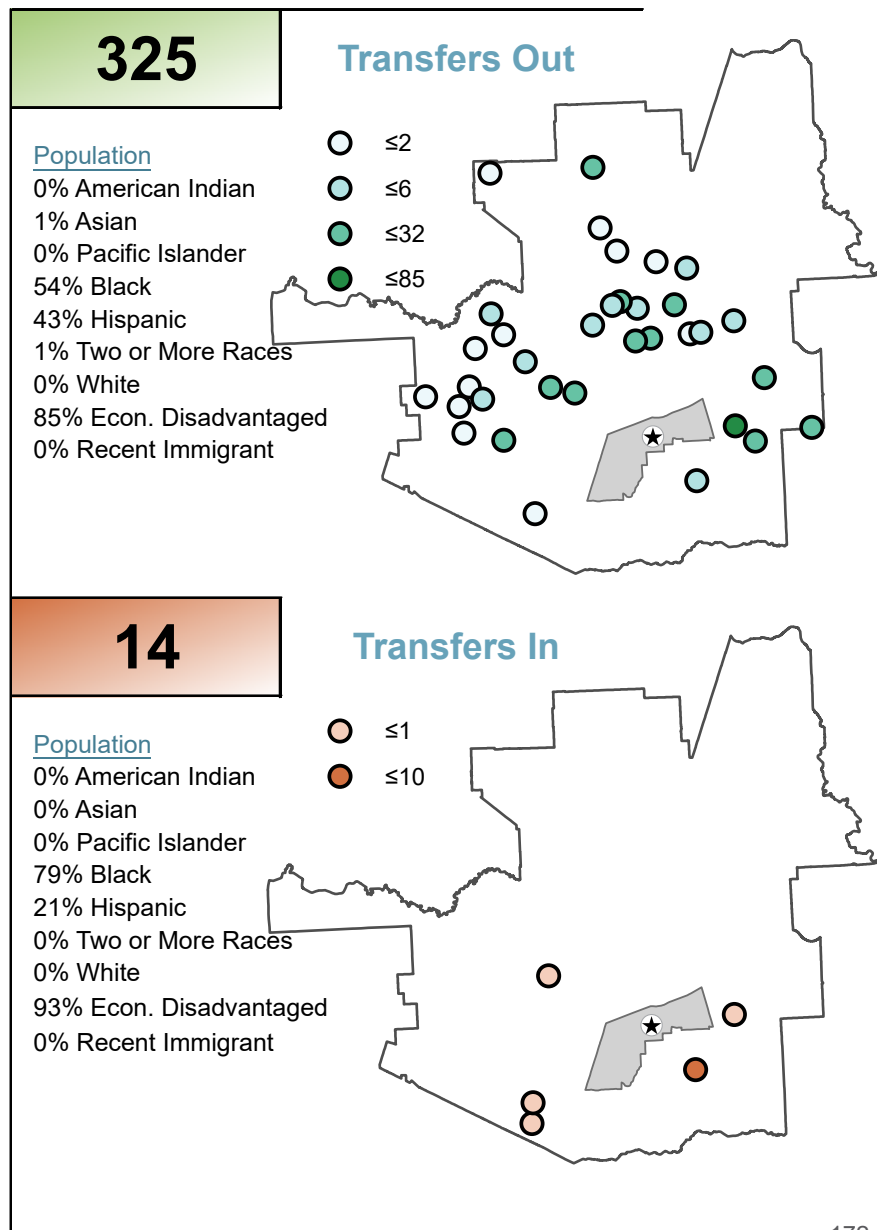 325
Transfers Out
Population
0% American Indian
1% Asian
0% Pacific Islander
54% Black
43% Hispanic
1% Two or More Races
0% White
85% Econ. Disadvantaged
0% Recent Immigrant
≤2
≤6
≤32
≤85
14
Transfers In
Population
0% American Indian
0% Asian
0% Pacific Islander
79% Black
21% Hispanic
0% Two or More Races
0% White
93% Econ. Disadvantaged
0% Recent Immigrant
≤1
≤10